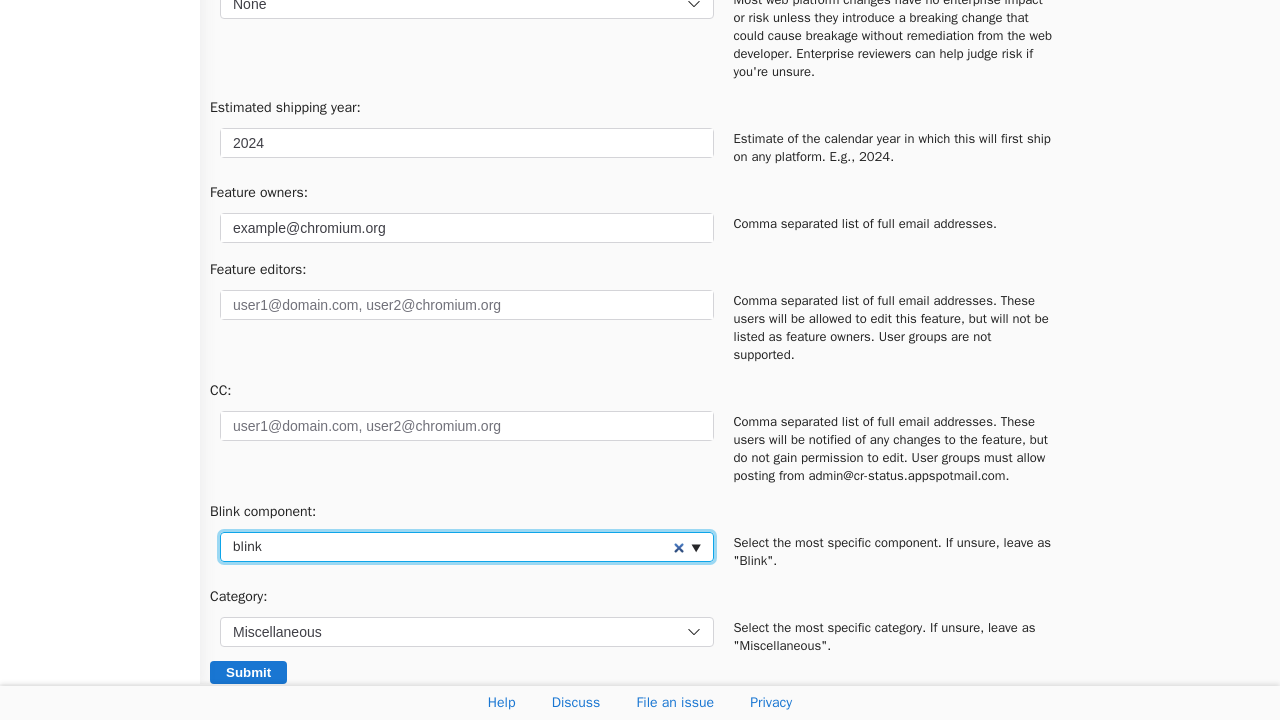 None
Most web platform changes have no enterprise impact
or risk unless they introduce a breaking change that
could cause breakage without remediation from the web
developer. Enterprise reviewers can help judge risk if
you're unsure.
Estimated shipping year:
2024
Estimate of the calendar year in which this will first ship
on any platform. E.g., 2024.
Feature owners:
example@chromium.org
Comma separated list of full email addresses.
Feature editors:
user1@domain.com, user2@chromium.org
Comma separated list of full email addresses. These
users will be allowed to edit this feature, but will not be
listed as feature owners. User groups are not
supported.
CC:
user1@domain.com, user2@chromium.org
Comma separated list of full email addresses. These
users will be notified of any changes to the feature, but
do not gain permission to edit. User groups must allow
posting from admin@cr-status.appspotmail.com.
Blink component:
blink
Select the most specific component. If unsure, leave as
"Blink".
Category:
Miscellaneous
Select the most specific category. If unsure, leave as
"Miscellaneous".
Submit
Help Discuss File an issue Privacy